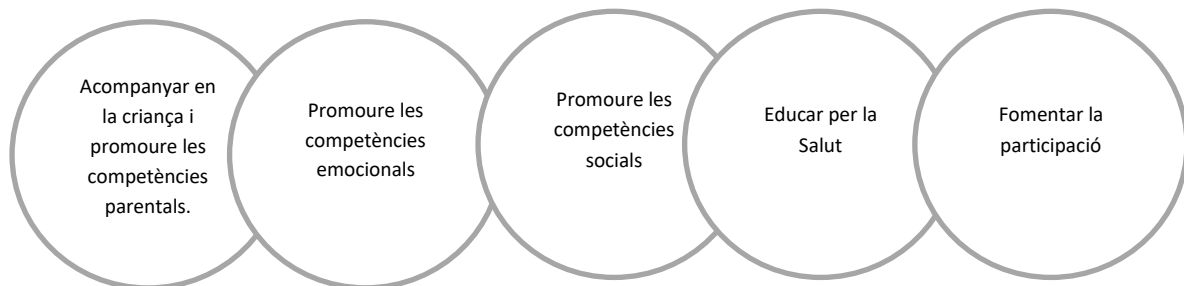 Acompanyar en
la criança i
promoure les
competències
parentals.
Promoure les
competències
emocionals
Promoure les
competències
socials
Educar per la
Salut
Fomentar la
participació